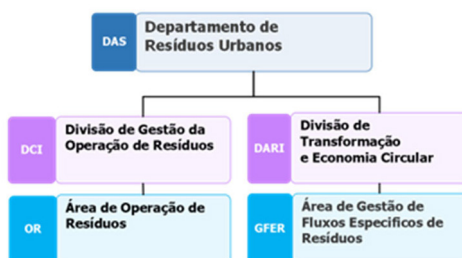 DAS
Departamento de
Resíduos Urbanos
DCI
Divisão de Gestão da
Operação de Resíduos
DARI
Divisão de
Transformação
e Economia Circular
OR
Área de Operação de
Resíduos
GFER
Área de Gestão de
Fluxos Especificos de
Resíduos